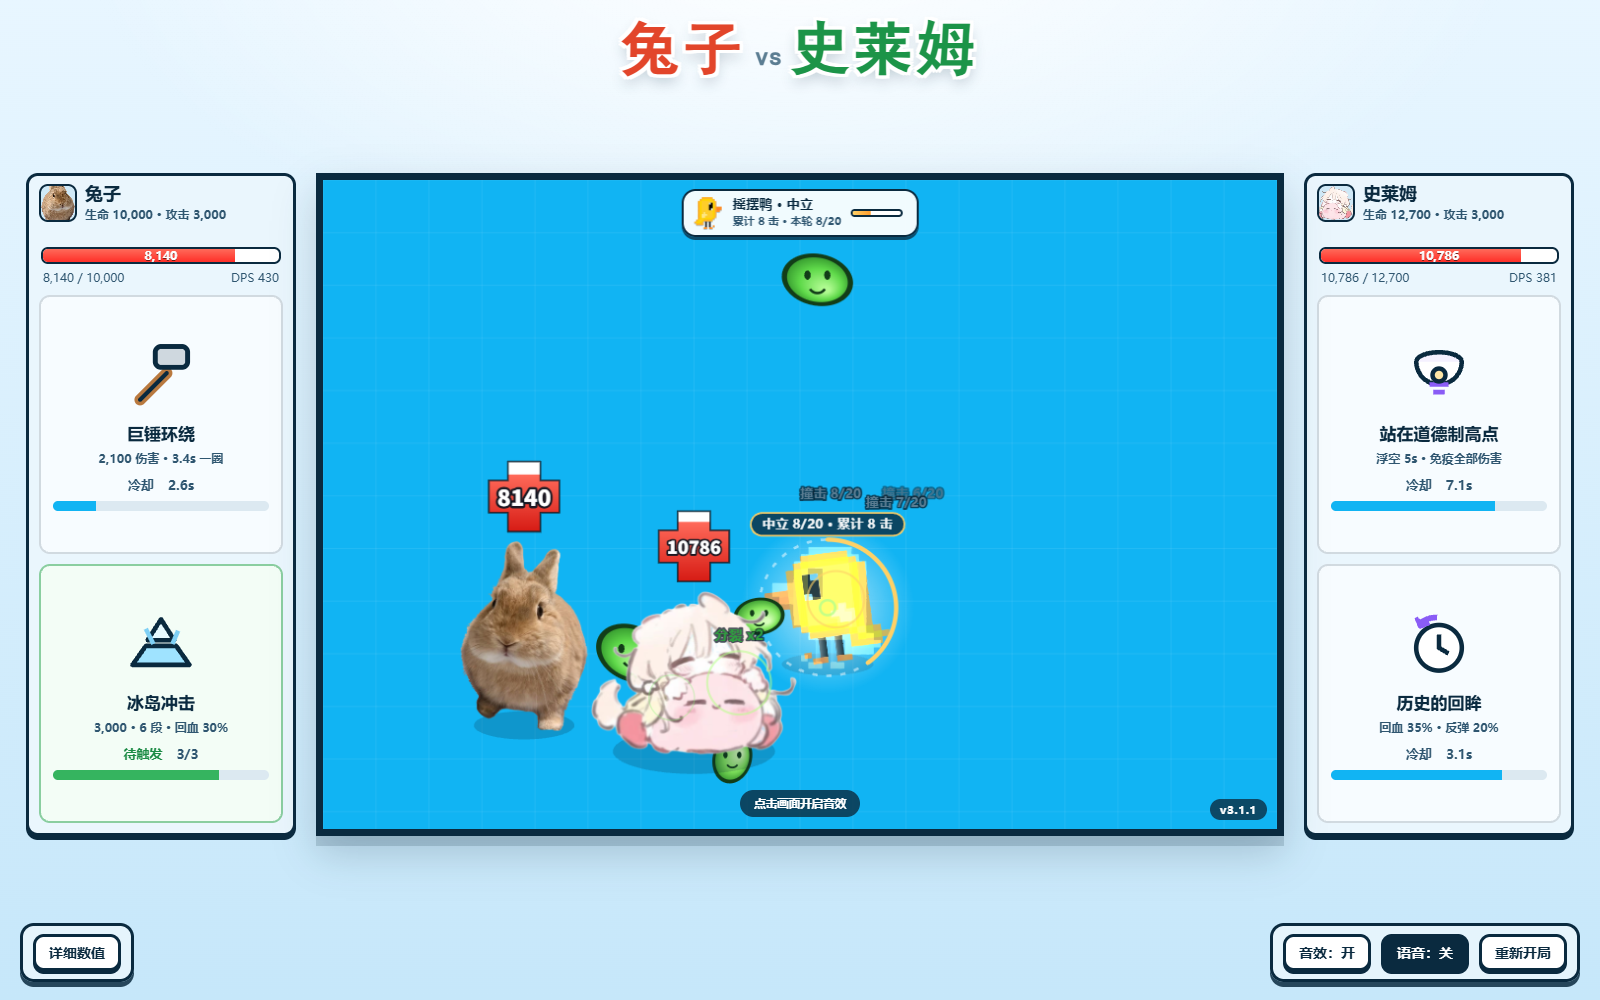 兔子 vs 史莱姆
兔子
生命 10,000 • 攻击 3,000
8,140
8,140 / 10,000
DPS 430
巨锤环绕
2,100 伤害 • 3.4s 一圈
冷却 2.6s
冰岛冲击
3,000 • 6 段 • 回血 30%
待触发 3/3
摇摆鸭 • 中立
累计 8 击 • 本轮 8/20
8140
10786
撞击 8/20
撞击 6/20
撞击 7/20
中立 8/20 • 累计 8 击
分裂 x2
点击画面开启音效
v3.1.1
史莱姆
生命 12,700 • 攻击 3,000
10,786
10,786 / 12,700
DPS 381
站在道德制高点
浮空 5s • 免疫全部伤害
冷却 7.1s
历史的回眸
回血 35% • 反弹 20%
冷却 3.1s
详细数值
音效：开
语音：关
重新开局